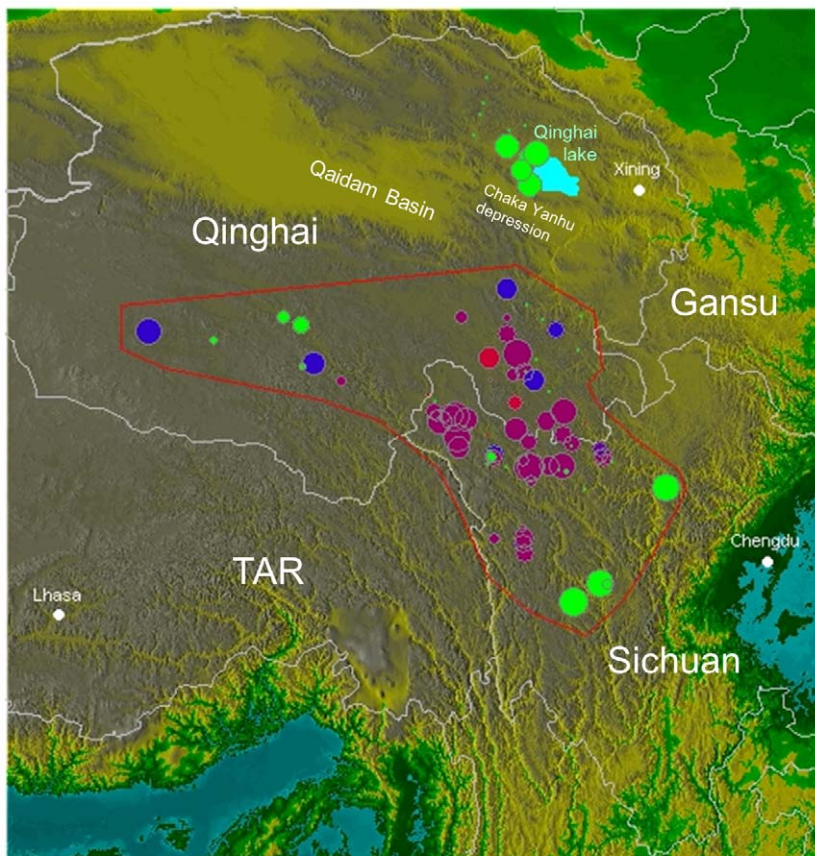 Qinghai
lake
Xining
Qaidam Basin
Chaka Yanhu
depression
Qinghai
Gansu
TAR
Chengdu
Lhasa
Sichuan